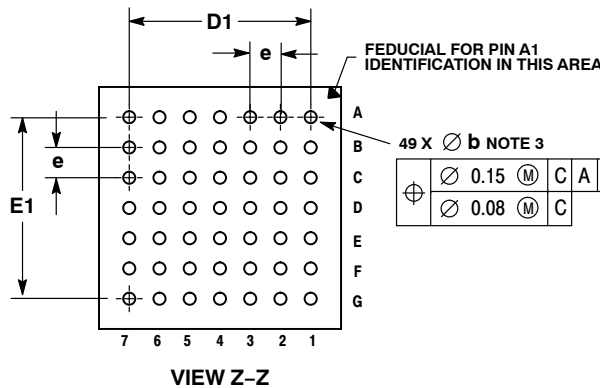 D1
e
FEDUCIAL FOR PIN A1
IDENTIFICATION IN THIS AREA
A
B
C
D
E
F
G
e
E1
49 X ∅ b NOTE 3
⌖ ∅ 0.15 Ⓜ C A
∅ 0.08 Ⓜ C
7 6 5 4 3 2 1
VIEW Z–Z